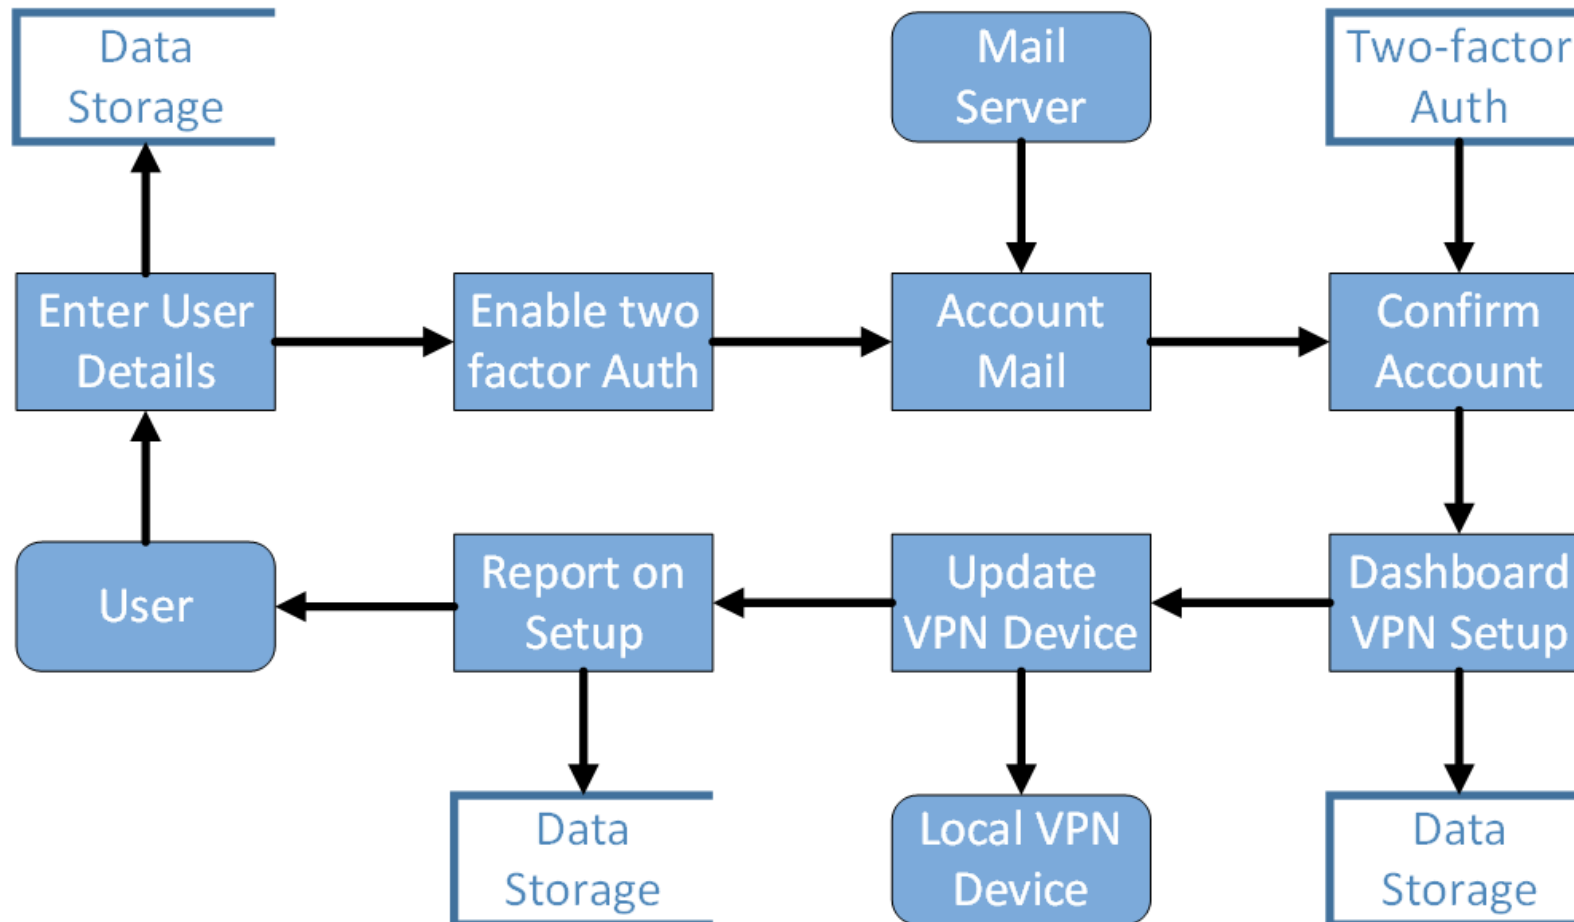 Data
Storage
Mail
Server
Two-factor
Auth
Enter User
Details
Enable two
factor Auth
Account
Mail
Confirm
Account
User
Report on
Setup
Update
VPN Device
Dashboard
VPN Setup
Data
Storage
Local VPN
Device
Data
Storage